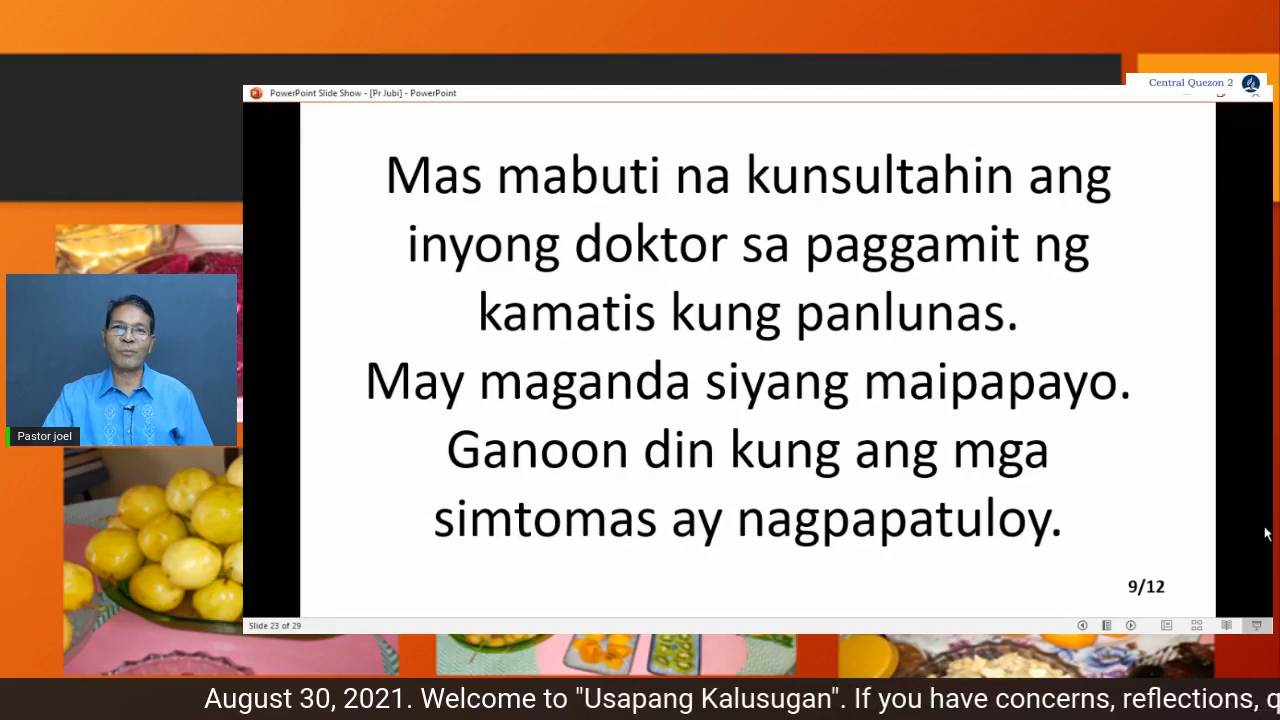 Central Quezon 2
PowerPoint Slide Show - [Pr Jubi] - PowerPoint
Mas mabuti na kunsultahin ang
inyong doktor sa paggamit ng
kamatis kung panlunas.
May maganda siyang maipapayo.
Ganoon din kung ang mga
simtomas ay nagpapatuloy.
9/12
Pastor joel
Slide 23 of 29
August 30, 2021. Welcome to "Usapang Kalusugan". If you have concerns, reflections,